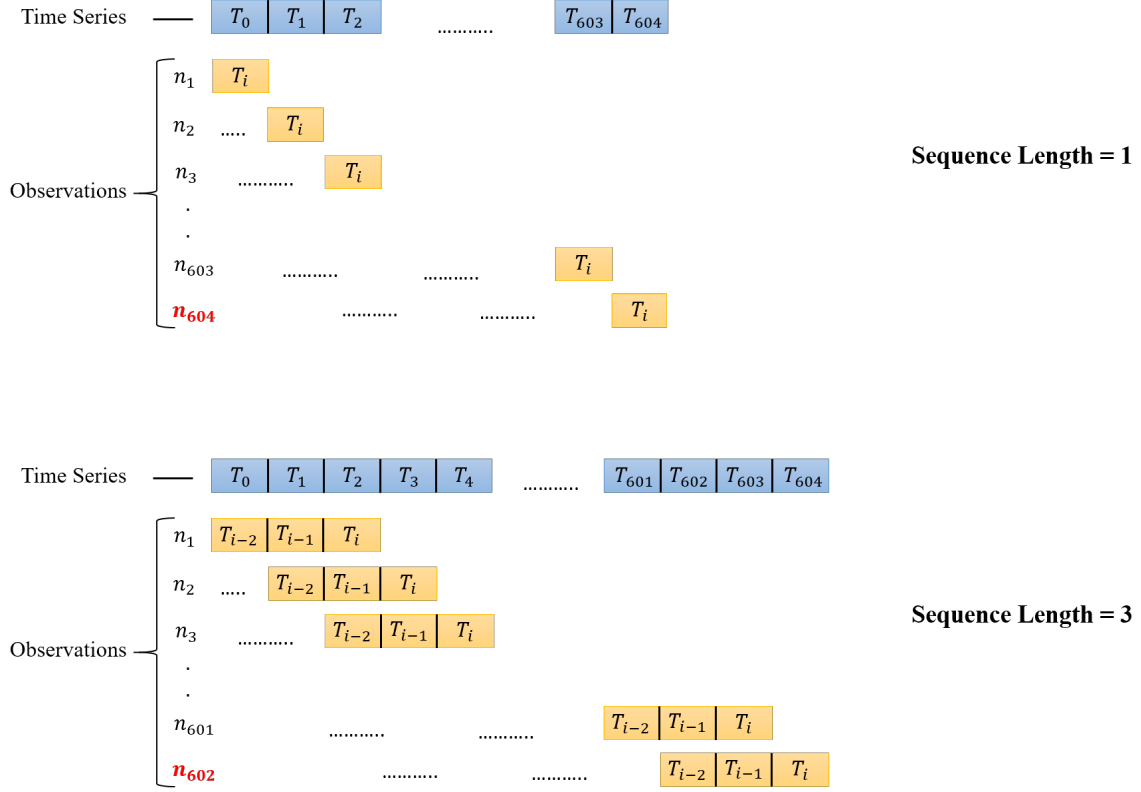 Time Series T₀ T₁ T₂ ……….. T₆₀₃ T₆₀₄
n₁ Tᵢ
n₂ ….. Tᵢ
Sequence Length = 1
n₃ ……….. Tᵢ
Observations
.
.
n₆₀₃ ……….. ……….. Tᵢ
n₆₀₄ ……….. ……….. Tᵢ
Time Series T₀ T₁ T₂ T₃ T₄ ……….. T₆₀₁ T₆₀₂ T₆₀₃ T₆₀₄
n₁ Tᵢ₋₂ Tᵢ₋₁ Tᵢ
n₂ ….. Tᵢ₋₂ Tᵢ₋₁ Tᵢ
Sequence Length = 3
n₃ ……….. Tᵢ₋₂ Tᵢ₋₁ Tᵢ
Observations
.
.
n₆₀₁ ……….. ……….. Tᵢ₋₂ Tᵢ₋₁ Tᵢ
n₆₀₂ ……….. ……….. Tᵢ₋₂ Tᵢ₋₁ Tᵢ